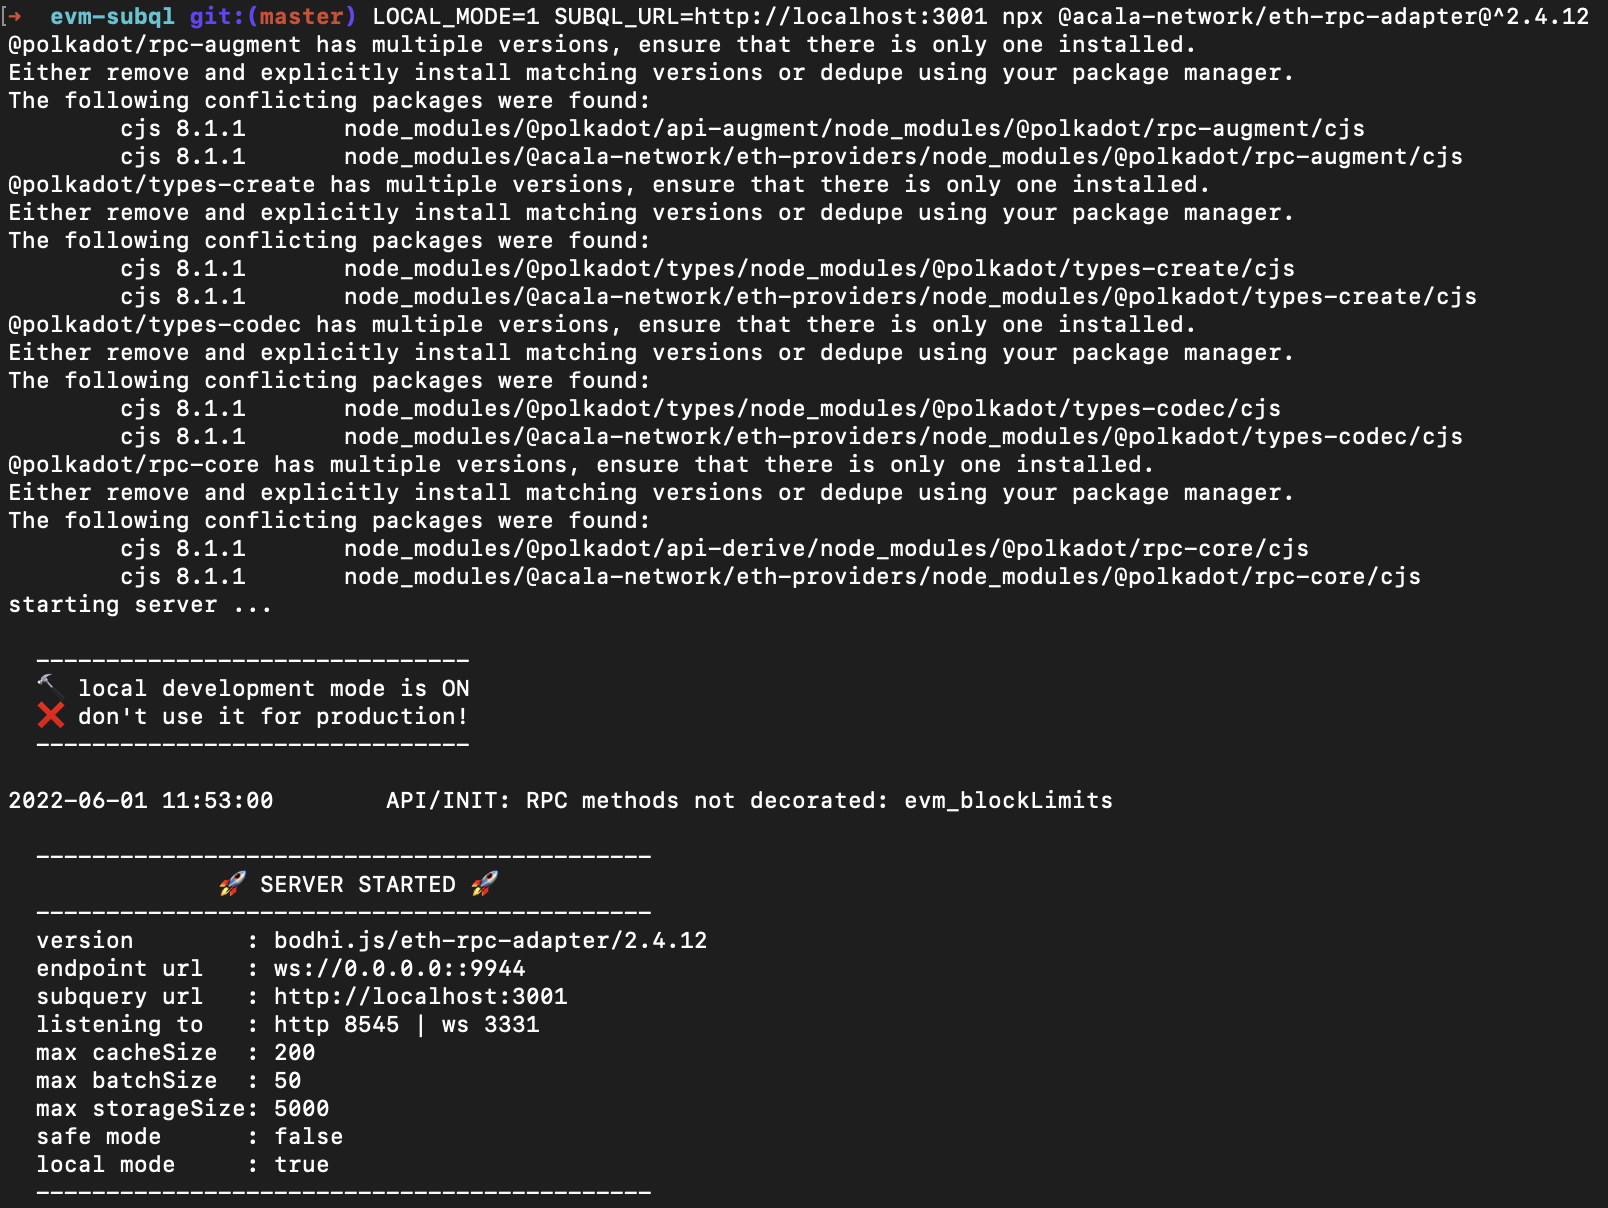 → evm-subql git:(master) LOCAL_MODE=1 SUBQL_URL=http://localhost:3001 npx @acala-network/eth-rpc-adapter@^2.4.12
@polkadot/rpc-augment has multiple versions, ensure that there is only one installed.
Either remove and explicitly install matching versions or dedupe using your package manager.
The following conflicting packages were found:
        cjs 8.1.1       node_modules/@polkadot/api-augment/node_modules/@polkadot/rpc-augment/cjs
        cjs 8.1.1       node_modules/@acala-network/eth-providers/node_modules/@polkadot/rpc-augment/cjs
@polkadot/types-create has multiple versions, ensure that there is only one installed.
Either remove and explicitly install matching versions or dedupe using your package manager.
The following conflicting packages were found:
        cjs 8.1.1       node_modules/@polkadot/types/node_modules/@polkadot/types-create/cjs
        cjs 8.1.1       node_modules/@acala-network/eth-providers/node_modules/@polkadot/types-create/cjs
@polkadot/types-codec has multiple versions, ensure that there is only one installed.
Either remove and explicitly install matching versions or dedupe using your package manager.
The following conflicting packages were found:
        cjs 8.1.1       node_modules/@polkadot/types/node_modules/@polkadot/types-codec/cjs
        cjs 8.1.1       node_modules/@acala-network/eth-providers/node_modules/@polkadot/types-codec/cjs
@polkadot/rpc-core has multiple versions, ensure that there is only one installed.
Either remove and explicitly install matching versions or dedupe using your package manager.
The following conflicting packages were found:
        cjs 8.1.1       node_modules/@polkadot/api-derive/node_modules/@polkadot/rpc-core/cjs
        cjs 8.1.1       node_modules/@acala-network/eth-providers/node_modules/@polkadot/rpc-core/cjs
starting server ...
  -------------------------------
  🔨 local development mode is ON
  ❌ don't use it for production!
  -------------------------------
2022-06-01 11:53:00        API/INIT: RPC methods not decorated: evm_blockLimits
  --------------------------------------------
               🚀 SERVER STARTED 🚀
  --------------------------------------------
  version        : bodhi.js/eth-rpc-adapter/2.4.12
  endpoint url   : ws://0.0.0.0::9944
  subquery url   : http://localhost:3001
  listening to   : http 8545 | ws 3331
  max cacheSize  : 200
  max batchSize  : 50
  max storageSize: 5000
  safe mode      : false
  local mode     : true
  --------------------------------------------